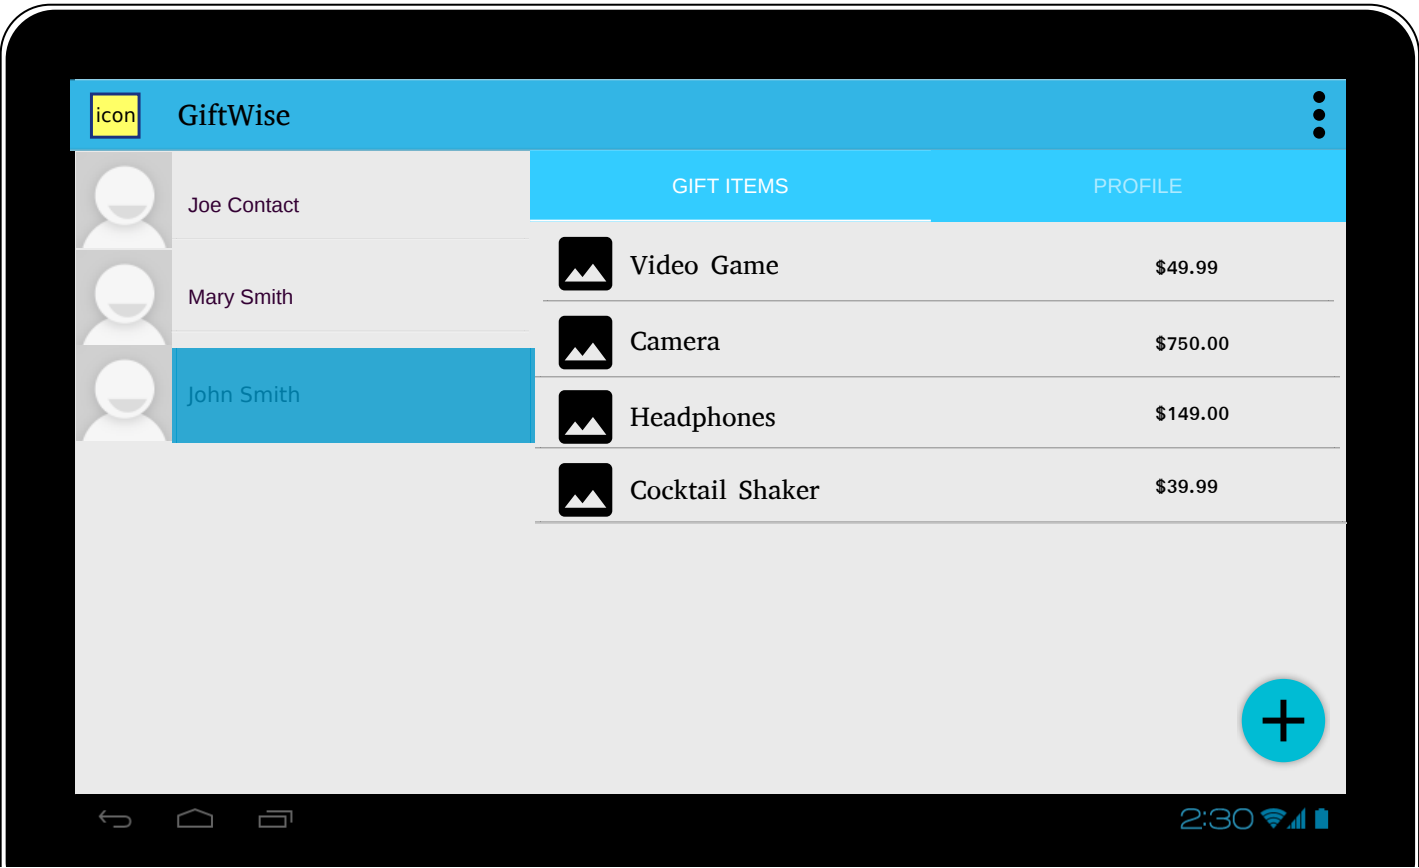 icon GiftWise
Joe Contact
Mary Smith
John Smith
GIFT ITEMS PROFILE
Video Game $49.99
Camera $750.00
Headphones $149.00
Cocktail Shaker $39.99
2:30